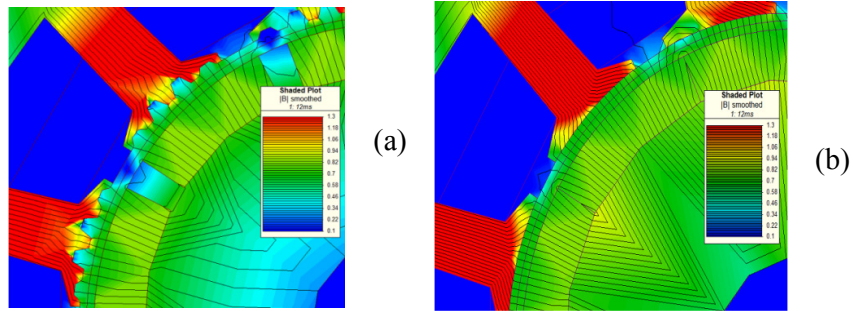 Shaded Plot
|B| smoothed
1: 12ms
1.3
1.18
1.06
0.94
0.82
0.7
0.58
0.46
0.34
0.22
0.1
(a)
Shaded Plot
|B| smoothed
1: 12ms
1.3
1.18
1.06
0.94
0.82
0.7
0.58
0.46
0.34
0.22
0.1
(b)